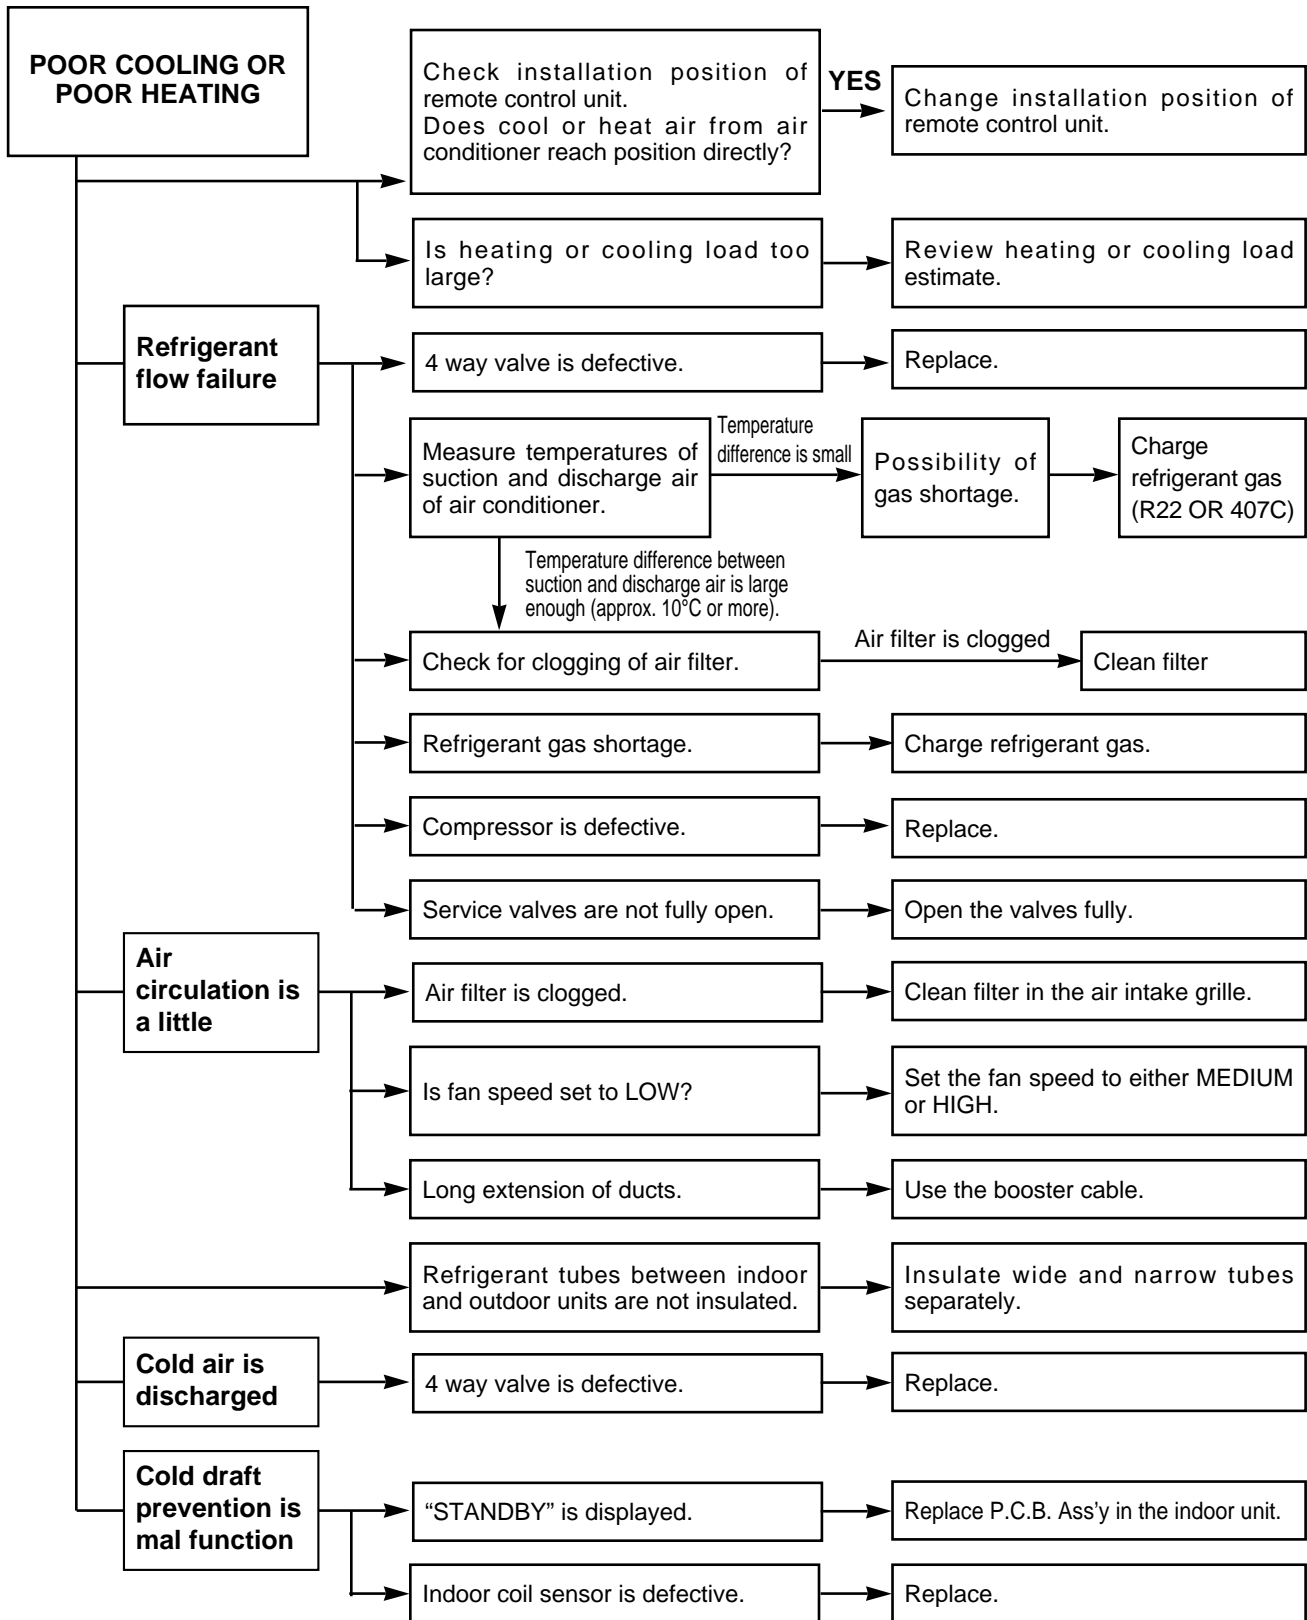 POOR COOLING OR
POOR HEATING
Check installation position of
remote control unit.
Does cool or heat air from air
conditioner reach position directly?
YES
Change installation position of
remote control unit.
Is heating or cooling load too
large?
Review heating or cooling load
estimate.
Refrigerant
flow failure
4 way valve is defective.
Replace.
Measure temperatures of
suction and discharge air
of air conditioner.
Temperature
difference is small
Possibility of
gas shortage.
Charge
refrigerant gas
(R22 OR 407C)
Temperature difference between
suction and discharge air is large
enough (approx. 10°C or more).
Check for clogging of air filter.
Air filter is clogged
Clean filter
Refrigerant gas shortage.
Charge refrigerant gas.
Compressor is defective.
Replace.
Service valves are not fully open.
Open the valves fully.
Air
circulation is
a little
Air filter is clogged.
Clean filter in the air intake grille.
Is fan speed set to LOW?
Set the fan speed to either MEDIUM
or HIGH.
Long extension of ducts.
Use the booster cable.
Refrigerant tubes between indoor
and outdoor units are not insulated.
Insulate wide and narrow tubes
separately.
Cold air is
discharged
4 way valve is defective.
Replace.
Cold draft
prevention is
mal function
“STANDBY” is displayed.
Replace P.C.B. Ass’y in the indoor unit.
Indoor coil sensor is defective.
Replace.